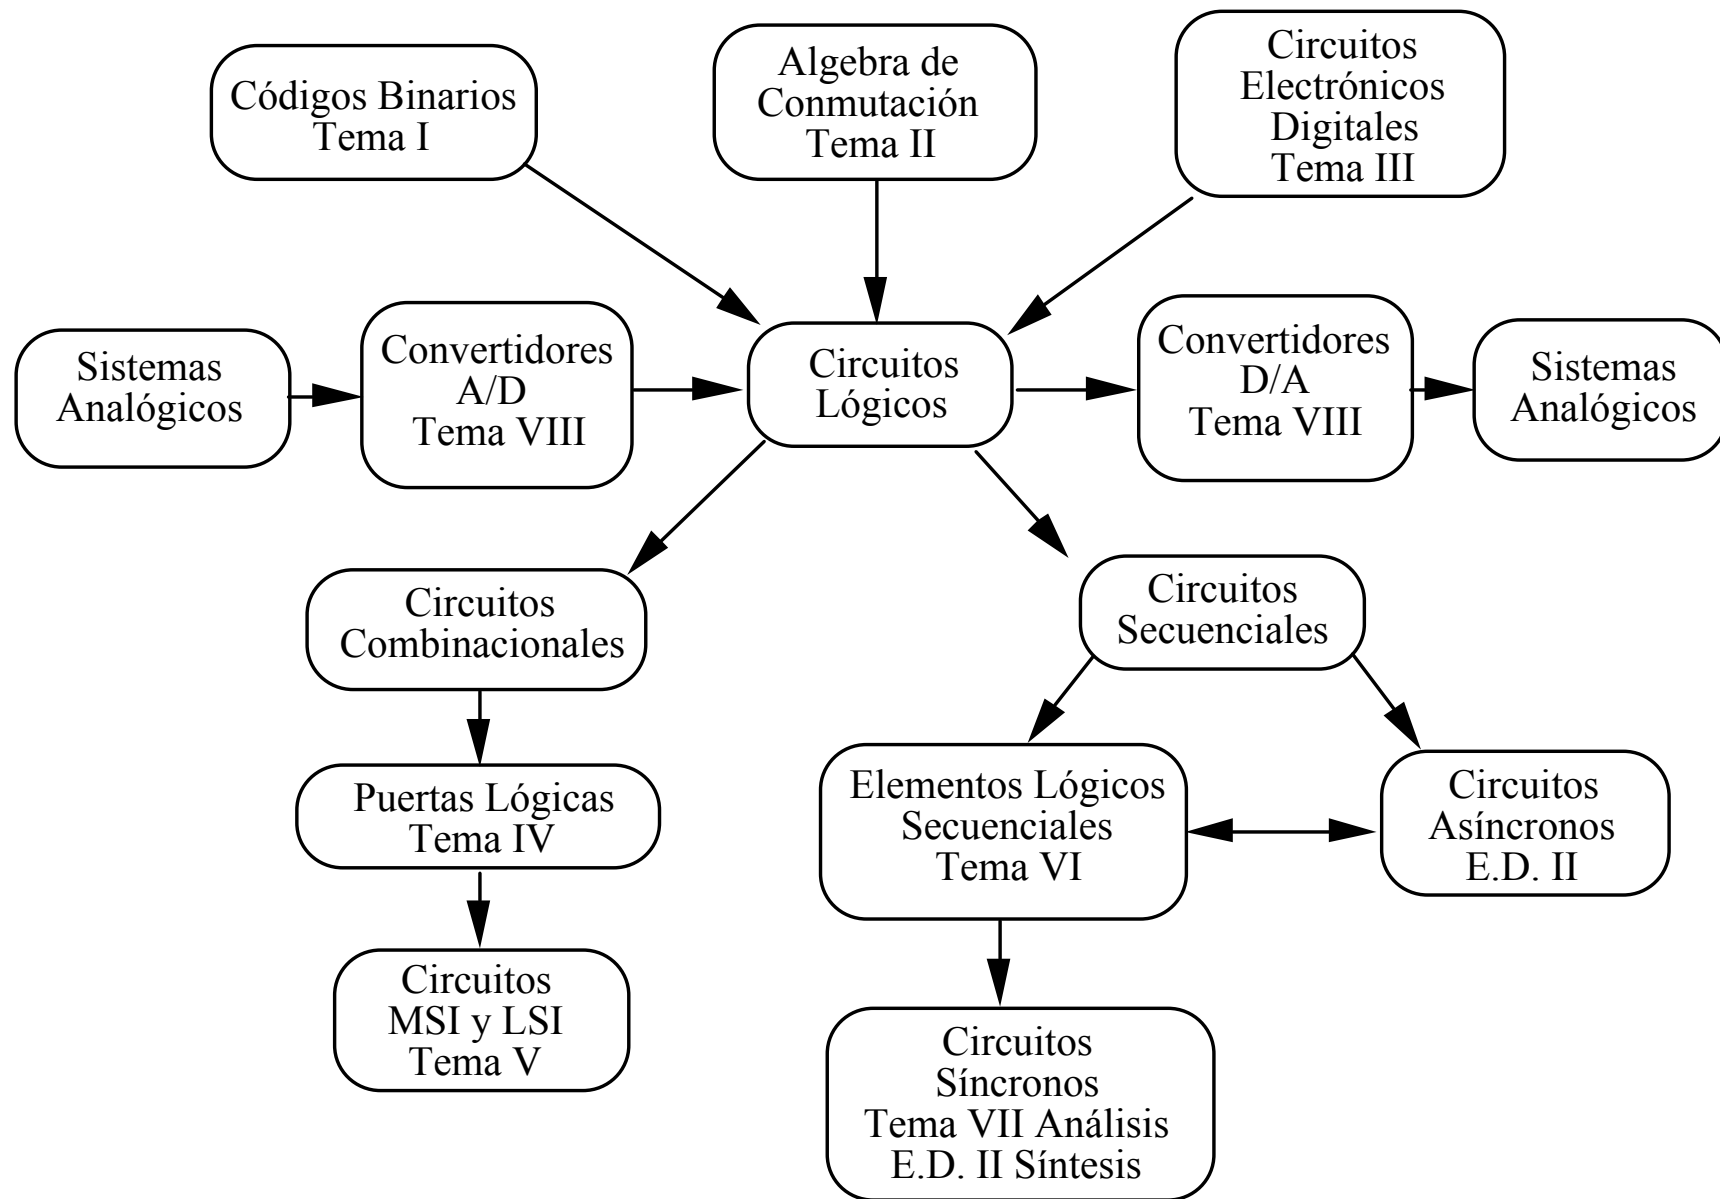 Códigos Binarios
Tema I
Algebra de
Conmutación
Tema II
Circuitos
Electrónicos
Digitales
Tema III
Sistemas
Analógicos
Convertidores
A/D
Tema VIII
Circuitos
Lógicos
Convertidores
D/A
Tema VIII
Sistemas
Analógicos
Circuitos
Combinacionales
Circuitos
Secuenciales
Puertas Lógicas
Tema IV
Elementos Lógicos
Secuenciales
Tema VI
Circuitos
Asíncronos
E.D. II
Circuitos
MSI y LSI
Tema V
Circuitos
Síncronos
Tema VII Análisis
E.D. II Síntesis